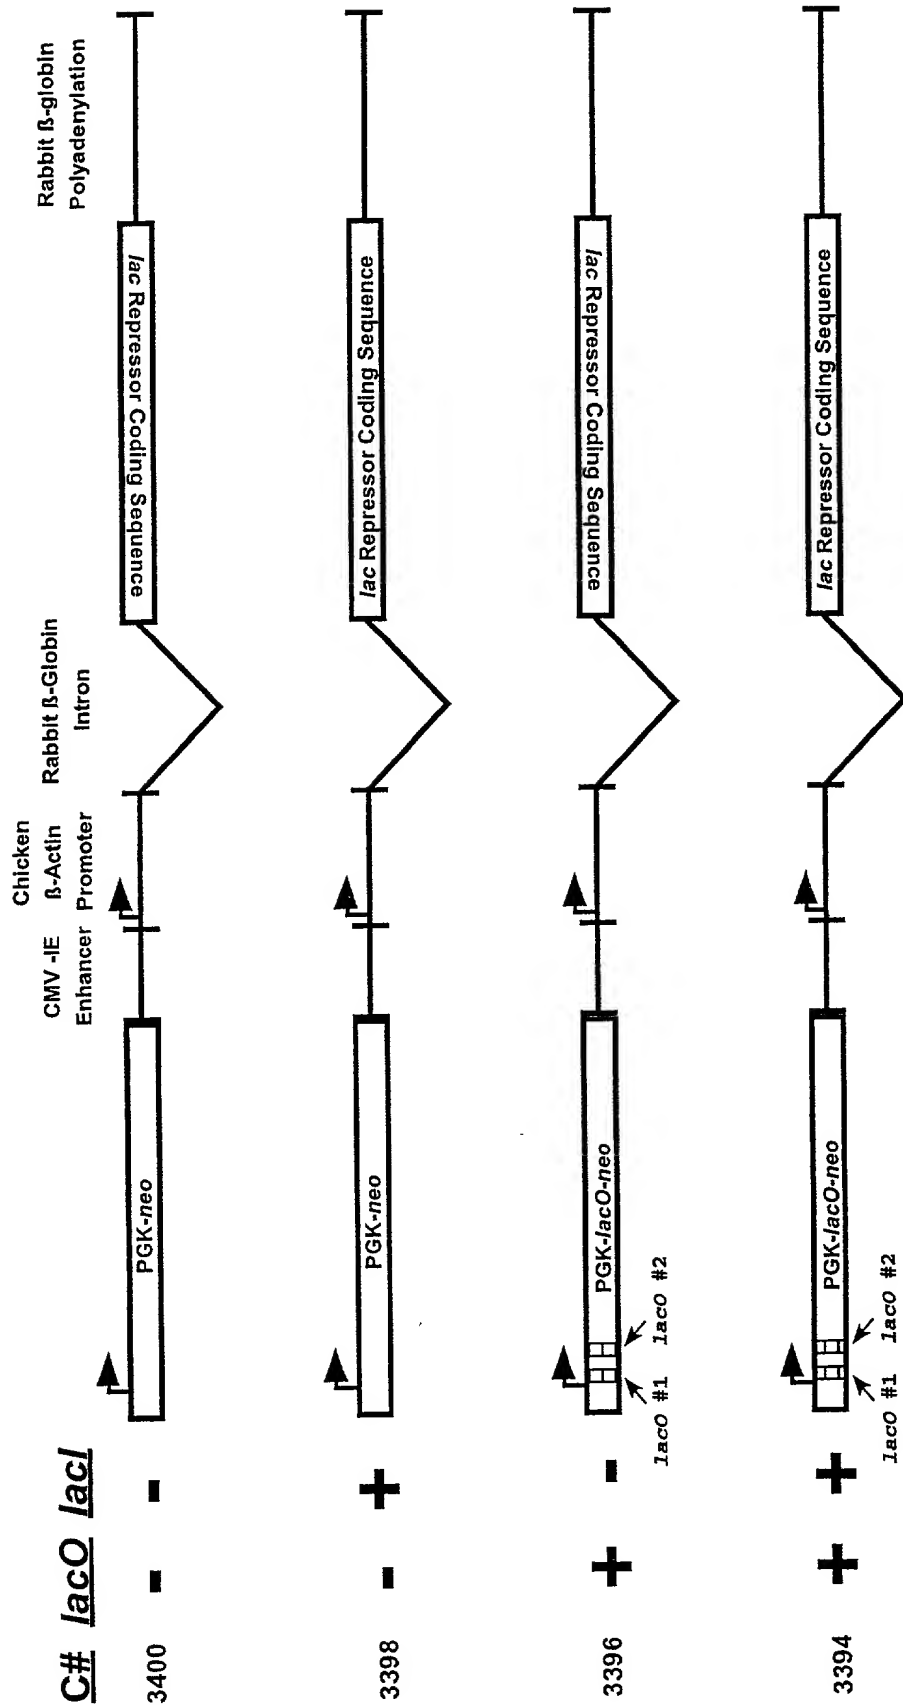 C# lacO lacI
CMV -IE
Enhancer
Chicken
ß-Actin
Promoter
Rabbit ß-Globin
Intron
Rabbit ß-globin
Polyadenylation
3400 - -
PGK-neo
lac Repressor Coding Sequence
3398 - +
PGK-neo
lac Repressor Coding Sequence
3396 + -
PGK-lacO-neo
lac Repressor Coding Sequence
lacO #1 lacO #2
3394 + +
PGK-lacO-neo
lac Repressor Coding Sequence
lacO #1 lacO #2